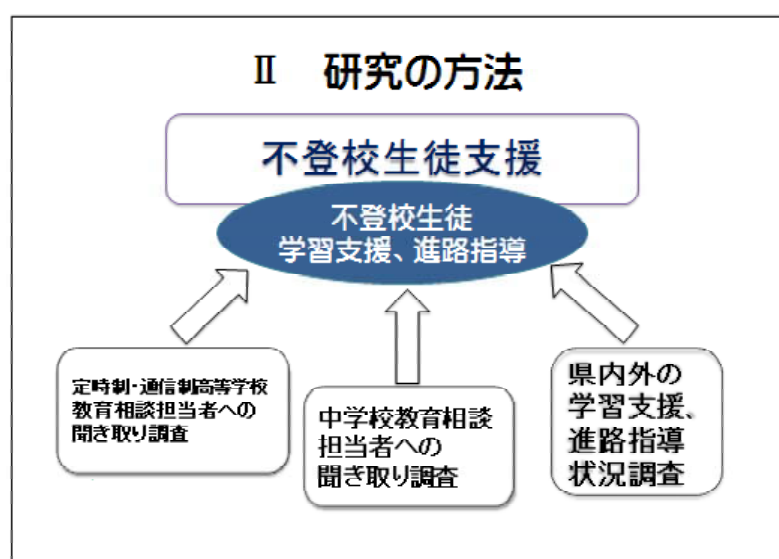 Ⅱ 研究の方法
不登校生徒支援
不登校生徒
学習支援、進路指導
定時制・通信制高等学校
教育相談担当者への
聞き取り調査
中学校教育相談
担当者への
聞き取り調査
県内外の
学習支援、
進路指導
状況調査